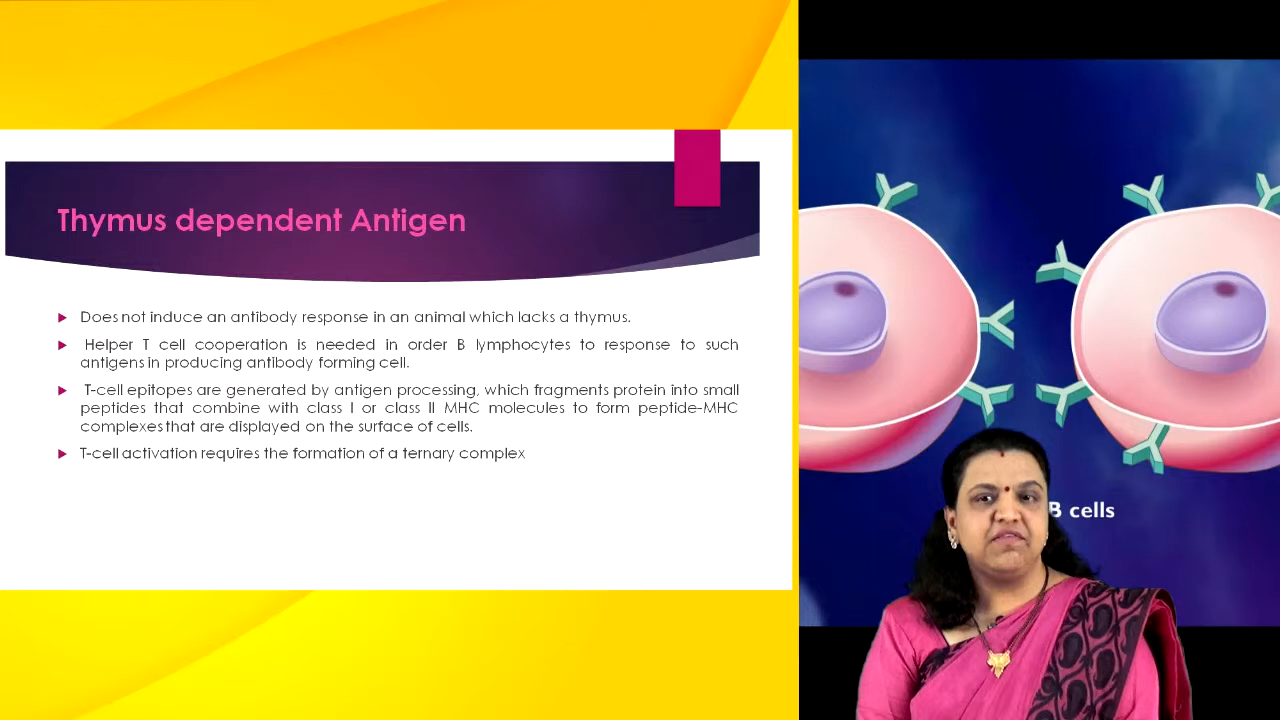 Thymus dependent Antigen
Does not induce an antibody response in an animal which lacks a thymus.
Helper T cell cooperation is needed in order B lymphocytes to response to such
antigens in producing antibody forming cell.
T-cell epitopes are generated by antigen processing, which fragments protein into small
peptides that combine with class I or class II MHC molecules to form peptide-MHC
complexes that are displayed on the surface of cells.
T-cell activation requires the formation of a ternary complex
B cells